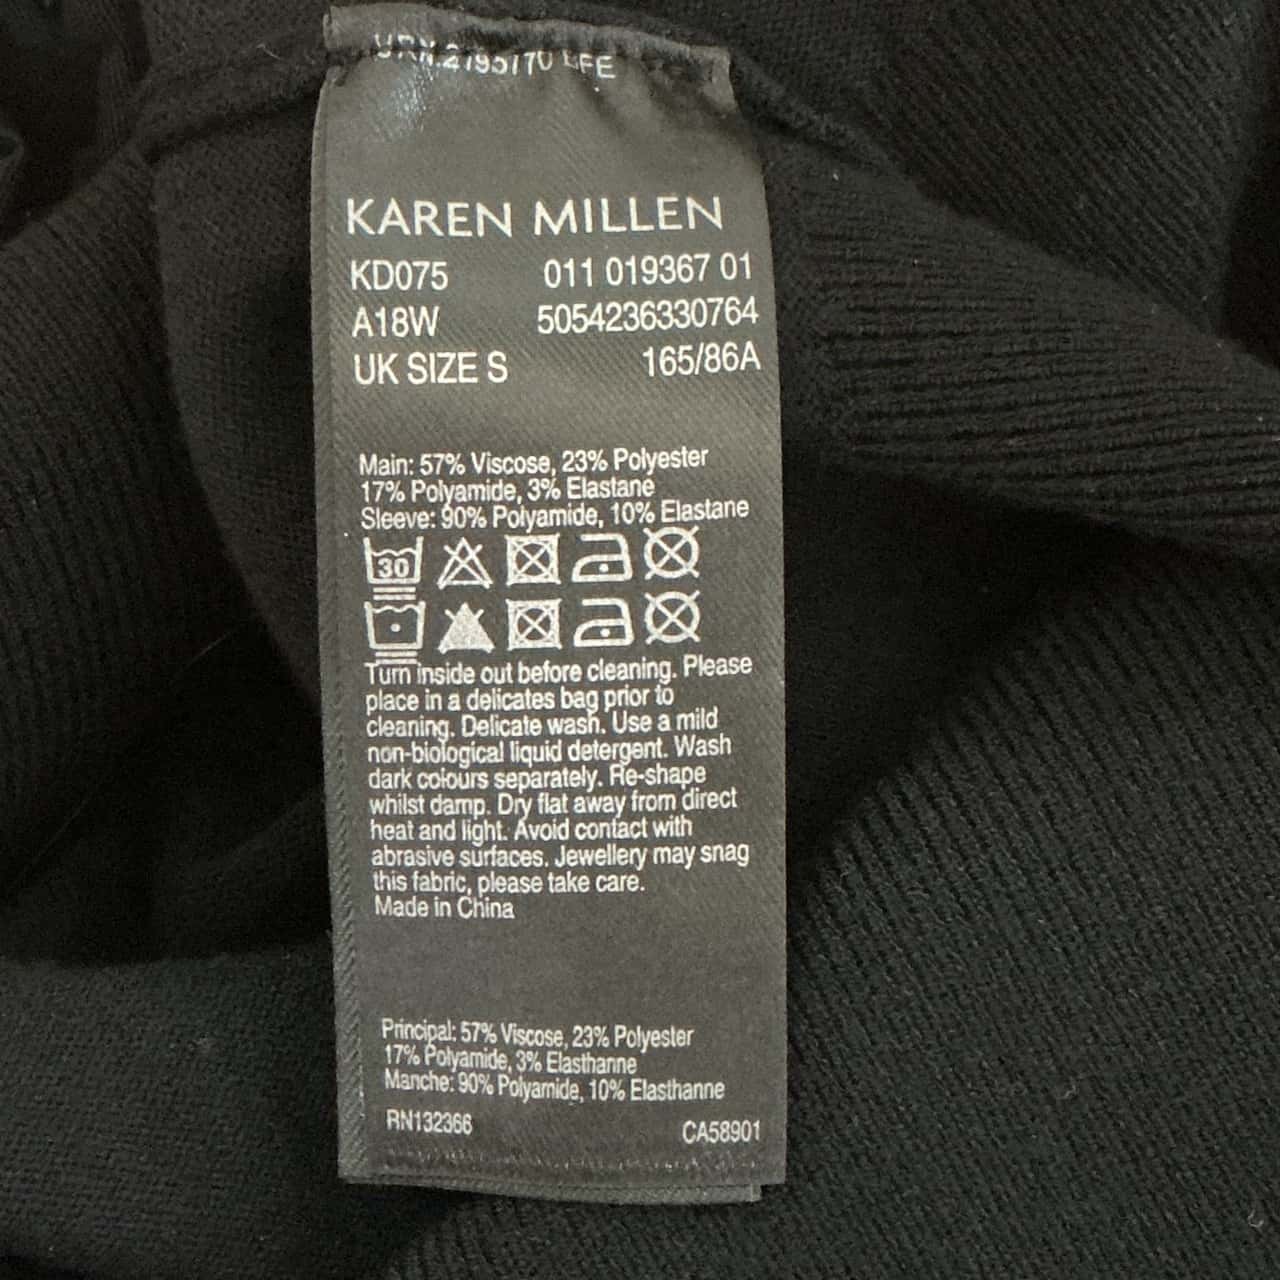 KAREN MILLEN
KD075 011 019367 01
A18W 5054236330764
UK SIZE S 165/86A
Main: 57% Viscose, 23% Polyester
17% Polyamide, 3% Elastane
Sleeve: 90% Polyamide, 10% Elastane
30
Turn inside out before cleaning. Please
place in a delicates bag prior to
cleaning. Delicate wash. Use a mild
non-biological liquid detergent. Wash
dark colours separately. Re-shape
whilst damp. Dry flat away from direct
heat and light. Avoid contact with
abrasive surfaces. Jewellery may snag
this fabric, please take care.
Made in China
Principal: 57% Viscose, 23% Polyester
17% Polyamide, 3% Elasthanne
Manche: 90% Polyamide, 10% Elasthanne
RN132366 CA58901